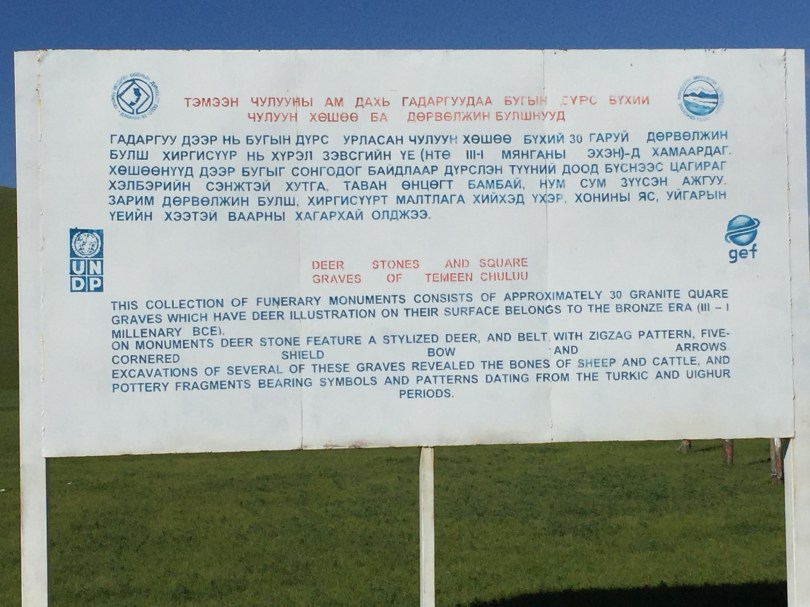 ТЭМЭЭН ЧУЛУУНЫ АМ ДАХЬ ГАДАРГУУДАА БУГЫН ДҮРС БҮХИЙ
ЧУЛУУН ХӨШӨӨ БА ДӨРВӨЛЖИН БУЛШНУУД
ГАДАРГУУ ДЭЭР НЬ БУГЫН ДҮРС УРЛАСАН ЧУЛУУН ХӨШӨӨ БҮХИЙ 30 ГАРУЙ ДӨРВӨЛЖИН
БУЛШ ХИРГИСҮҮР НЬ ХҮРЭЛ ЗЭВСГИЙН ҮЕ (НТӨ III-I МЯНГАНЫ ЭХЭН)-Д ХАМААРДАГ.
ХӨШӨӨНҮҮД ДЭЭР БУГЫГ СОНГОДОГ БАЙДЛААР ДҮРСЛЭН ТҮҮНИЙ ДООД БҮСНЭЭС ЦАГИРАГ
ХЭЛБЭРИЙН СЭНЖТЭЙ ХУТГА, ТАВАН ӨНЦӨГТ БАМБАЙ, НУМ СУМ ЗҮҮСЭН АЖГУУ.
ЗАРИМ ДӨРВӨЛЖИН БУЛШ, ХИРГИСҮҮРТ МАЛТЛАГА ХИЙХЭД ҮХЭР, ХОНИНЫ ЯС, УЙГАРЫН
ҮЕИЙН ХЭЭТЭЙ ВААРНЫ ХАГАРХАЙ ОЛДЖЭЭ.
UN
DP
gef
DEER STONES AND SQUARE
GRAVES OF TEMEEN CHULUU
THIS COLLECTION OF FUNERARY MONUMENTS CONSISTS OF APPROXIMATELY 30 GRANITE QUARE
GRAVES WHICH HAVE DEER ILLUSTRATION ON THEIR SURFACE BELONGS TO THE BRONZE ERA (III – I
MILLENARY BCE).
ON MONUMENTS DEER STONE FEATURE A STYLIZED DEER, AND BELT WITH ZIGZAG PATTERN, FIVE-
CORNERED SHIELD BOW AND ARROWS
EXCAVATIONS OF SEVERAL OF THESE GRAVES REVEALED THE BONES OF SHEEP AND CATTLE, AND
POTTERY FRAGMENTS BEARING SYMBOLS AND PATTERNS DATING FROM THE TURKIC AND UIGHUR
PERIODS.